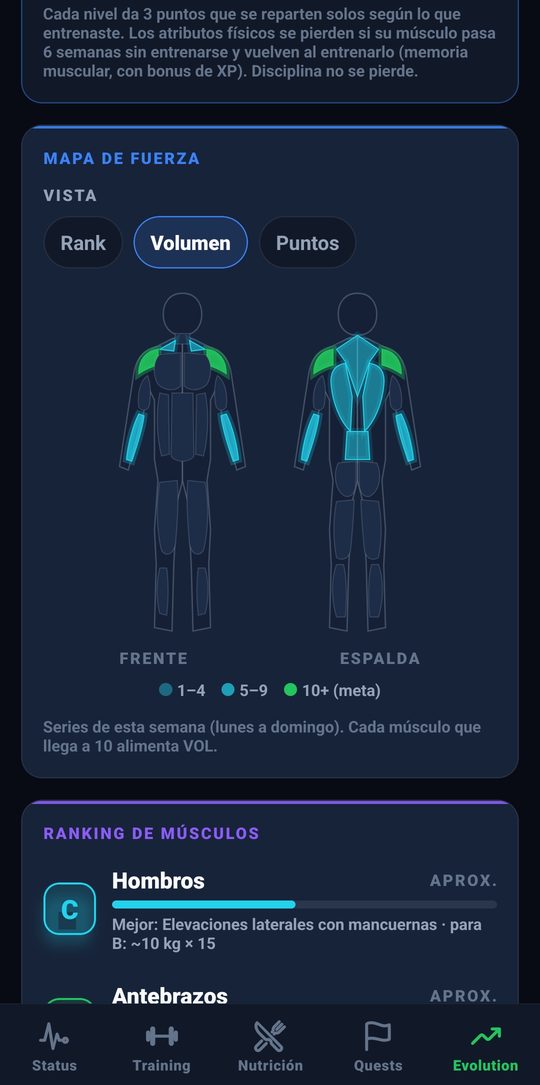 Cada nivel da 3 puntos que se reparten solos según lo que
entrenaste. Los atributos físicos se pierden si su músculo pasa
6 semanas sin entrenarse y vuelven al entrenarlo (memoria
muscular, con bonus de XP). Disciplina no se pierde.
MAPA DE FUERZA
VISTA
Rank Volumen Puntos
FRENTE ESPALDA
1–4 5–9 10+ (meta)
Series de esta semana (lunes a domingo). Cada músculo que
llega a 10 alimenta VOL.
RANKING DE MÚSCULOS
C
Hombros APROX.
Mejor: Elevaciones laterales con mancuernas · para
B: ~10 kg × 15
Antebrazos APROX.
Status Training Nutrición Quests Evolution